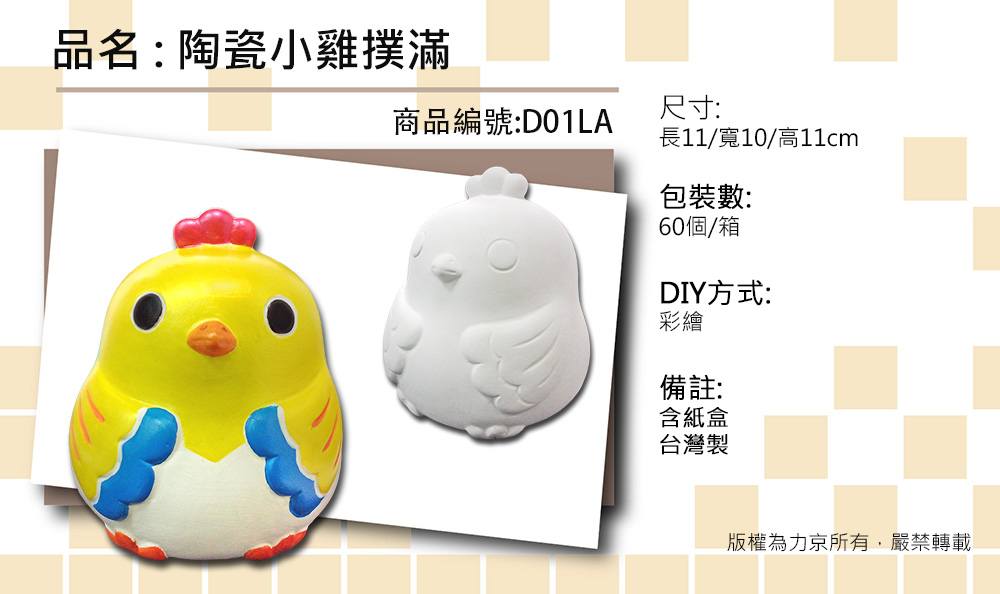 品名 : 陶瓷小雞撲滿
商品編號:D01LA
尺寸:
長11/寬10/高11cm
包裝數:
60個/箱
DIY方式:
彩繪
備註:
含紙盒
台灣製
版權為力京所有，嚴禁轉載